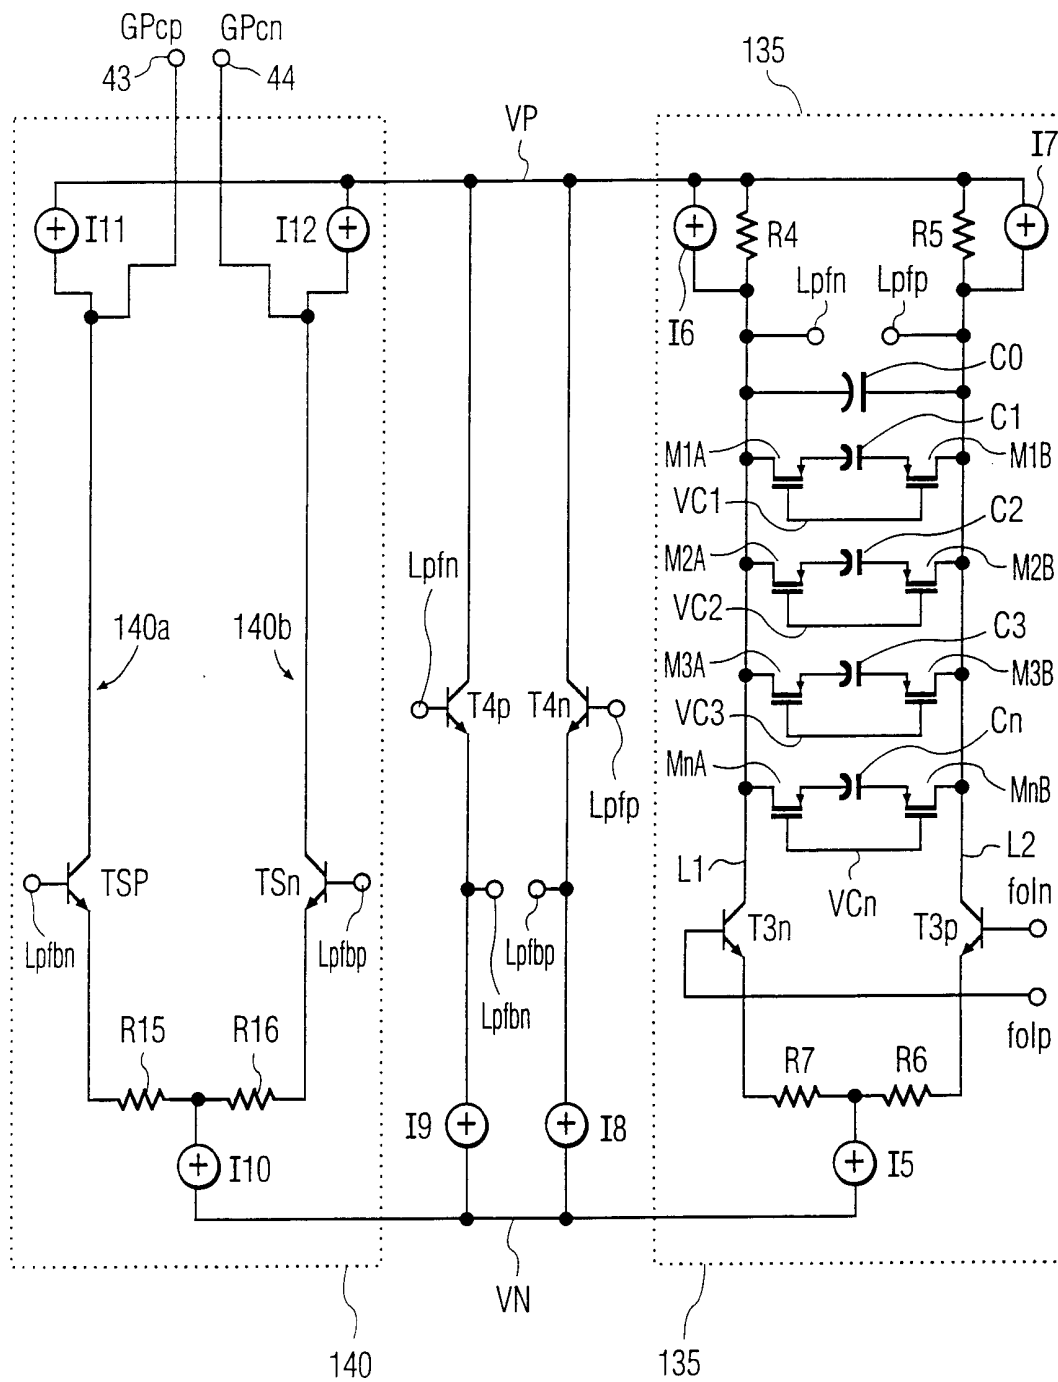 GPcp GPcn
43 44
135
VP
I7
I11 I12
R4 R5
I6
Lpfn Lpfp
C0
C1
M1A M1B
VC1
C2
M2A M2B
VC2
C3
M3A M3B
VC3
Cn
MnA MnB
VCn
Lpfn
140a 140b
T4p T4n
Lpfp
TSP TSn
Lpfbn Lpfbp
Lpfbp
Lpfbn
L1 L2
foln
T3n T3p
folp
R15 R16
R7 R6
I9 I8
I10 I5
VN
140 135